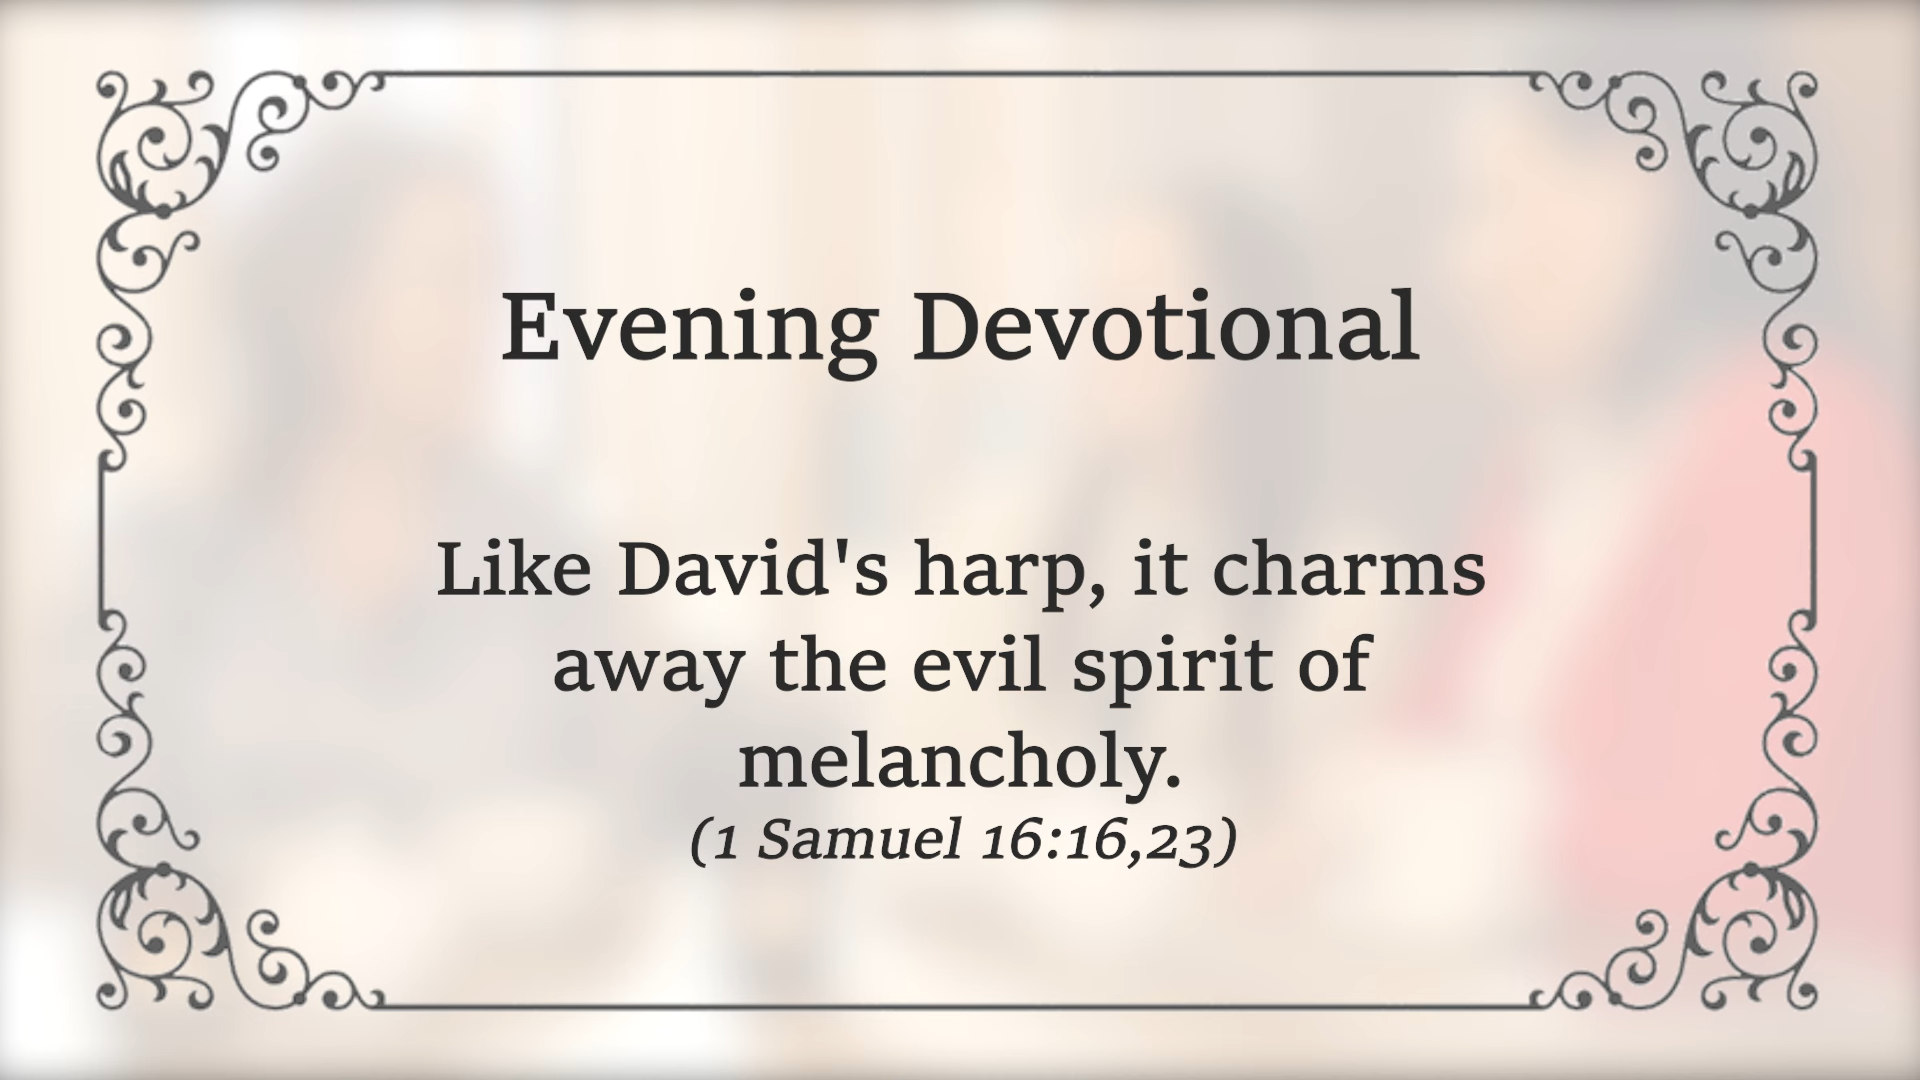 Evening Devotional
Like David's harp, it charms
away the evil spirit of
melancholy.
(1 Samuel 16:16,23)